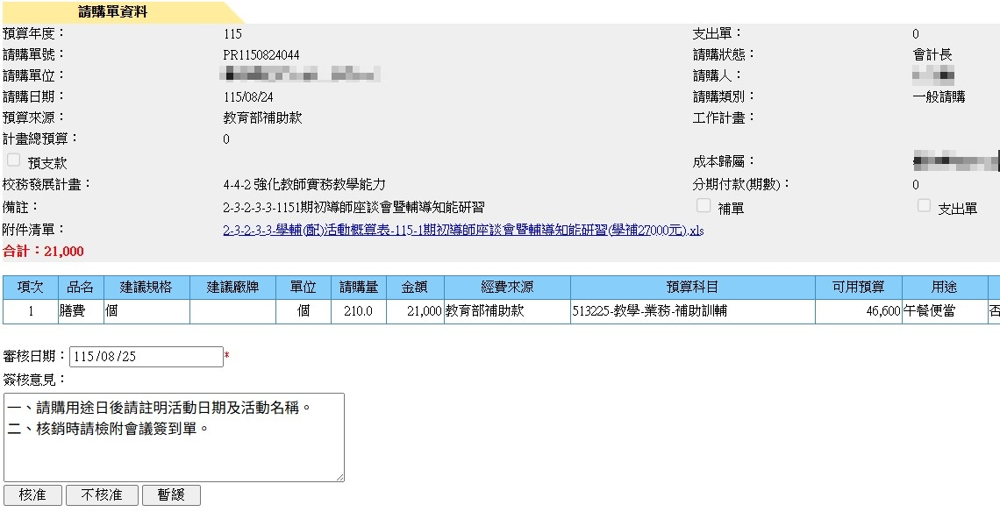 請購單資料
預算年度： 115 支出單： 0
請購單號： PR1150824044 請購狀態： 會計長
請購單位： 請購人：
請購日期： 115/08/24 請購類別： 一般請購
預算來源： 教育部補助款 工作計畫：
計畫總預算： 0
預支款 成本歸屬：
校務發展計畫： 4-4-2 強化教師實務教學能力 分期付款(期數)： 0
備註： 2-3-2-3-3-1151期初導師座談會暨輔導知能研習 補單 支出單
附件清單： 2-3-2-3-3-學輔(配)活動概算表-115-1期初導師座談會暨輔導知能研習(學補27000元).xls
合計：21,000
項次 品名 建議規格 建議廠牌 單位 請購量 金額 經費來源 預算科目 可用預算 用途
1 膳費 個 個 210.0 21,000 教育部補助款 513225-教學-業務-補助訓輔 46,600 午餐便當 否
審核日期： 115/08/25 *
簽核意見：
一、請購用途日後請註明活動日期及活動名稱。
二、核銷時請檢附會議簽到單。
核准 不核准 暫緩